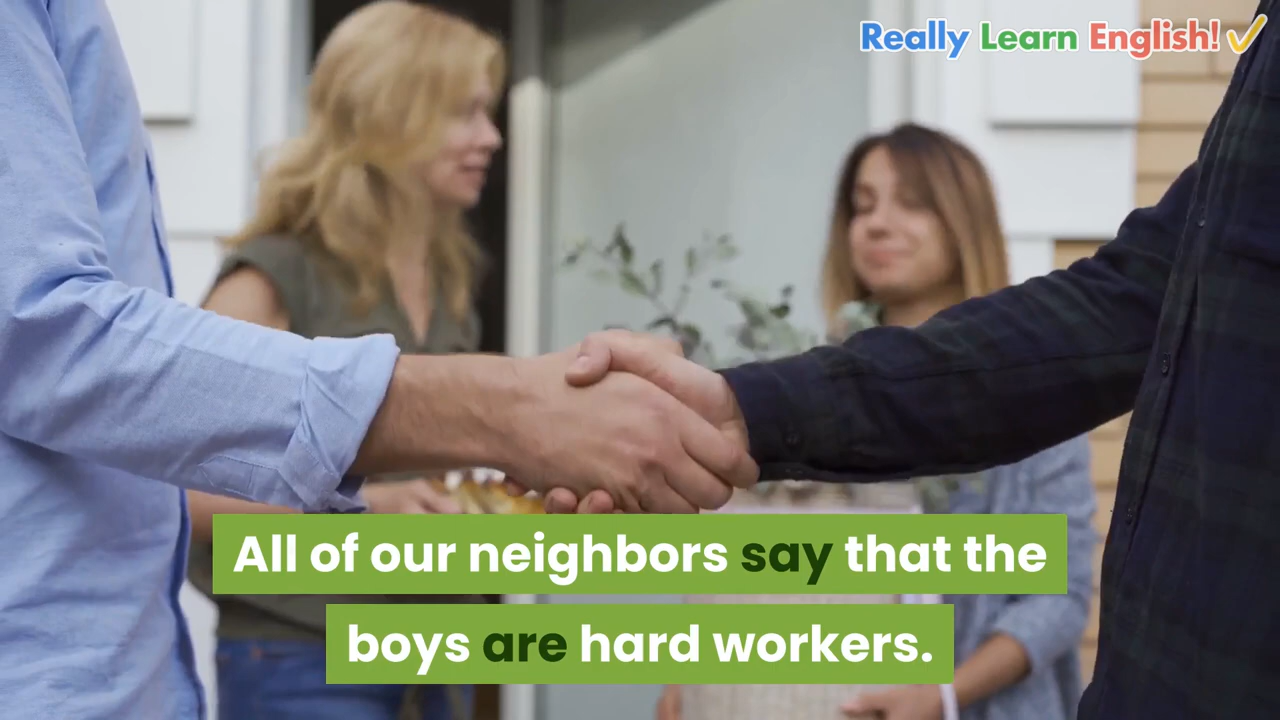 Really Learn English!
All of our neighbors say that the
boys are hard workers.